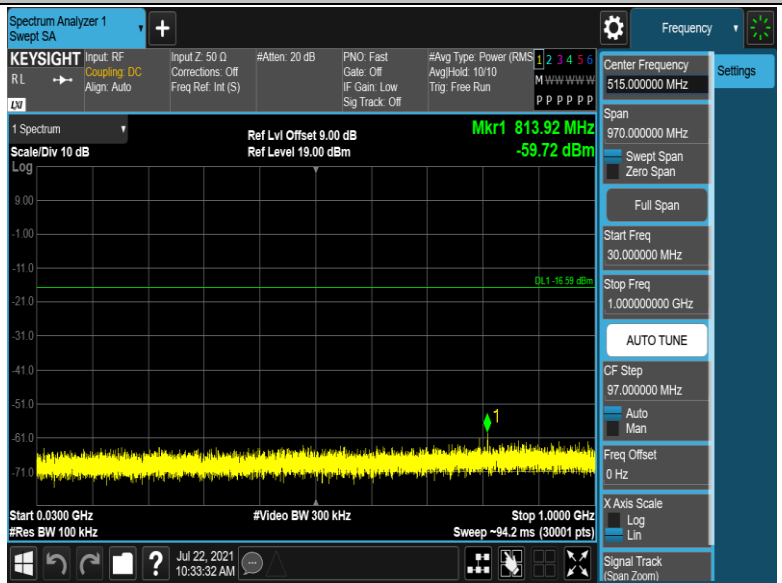 Spectrum Analyzer 1
Swept SA
+
Frequency
KEYSIGHT
RL
LXI
Input: RF
Coupling: DC
Align: Auto
Input Z: 50 Ω
Corrections: Off
Freq Ref: Int (S)
#Atten: 20 dB
PNO: Fast
Gate: Off
IF Gain: Low
Sig Track: Off
#Avg Type: Power (RMS
Avg|Hold: 10/10
Trig: Free Run
1 2 3 4 5 6
M W W W W W
P P P P P P
1 Spectrum
Scale/Div 10 dB
Log
Ref Lvl Offset 9.00 dB
Ref Level 19.00 dBm
Mkr1 813.92 MHz
-59.72 dBm
9.00
-1.00
-11.0
DL1 -16.59 dBm
-21.0
-31.0
-41.0
-51.0
1
-61.0
-71.0
Start 0.0300 GHz
#Video BW 300 kHz
Stop 1.0000 GHz
#Res BW 100 kHz
Sweep ~94.2 ms (30001 pts)
?
Jul 22, 2021
10:33:32 AM
Center Frequency
515.000000 MHz
Settings
Span
970.000000 MHz
Swept Span
Zero Span
Full Span
Start Freq
30.000000 MHz
Stop Freq
1.000000000 GHz
AUTO TUNE
CF Step
97.000000 MHz
Auto
Man
Freq Offset
0 Hz
X Axis Scale
Log
Lin
Signal Track
(Span Zoom)